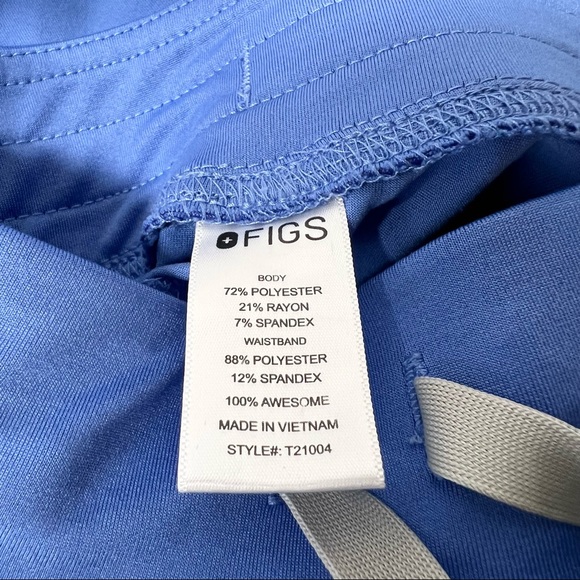 FIGS
BODY
72% POLYESTER
21% RAYON
7% SPANDEX
WAISTBAND
88% POLYESTER
12% SPANDEX
100% AWESOME
MADE IN VIETNAM
STYLE#: T21004